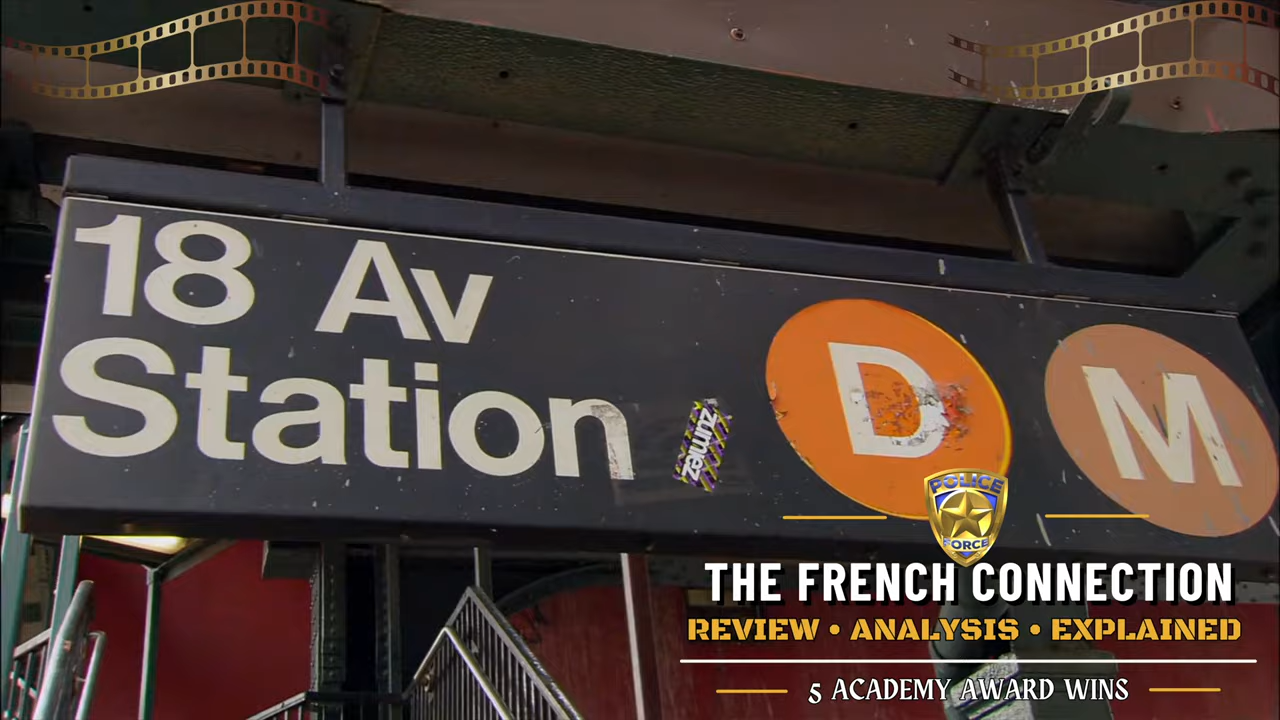 18 Av
Station
zumiez
D
M
POLICE
FORCE
THE FRENCH CONNECTION
REVIEW • ANALYSIS • EXPLAINED
5 ACADEMY AWARD WINS